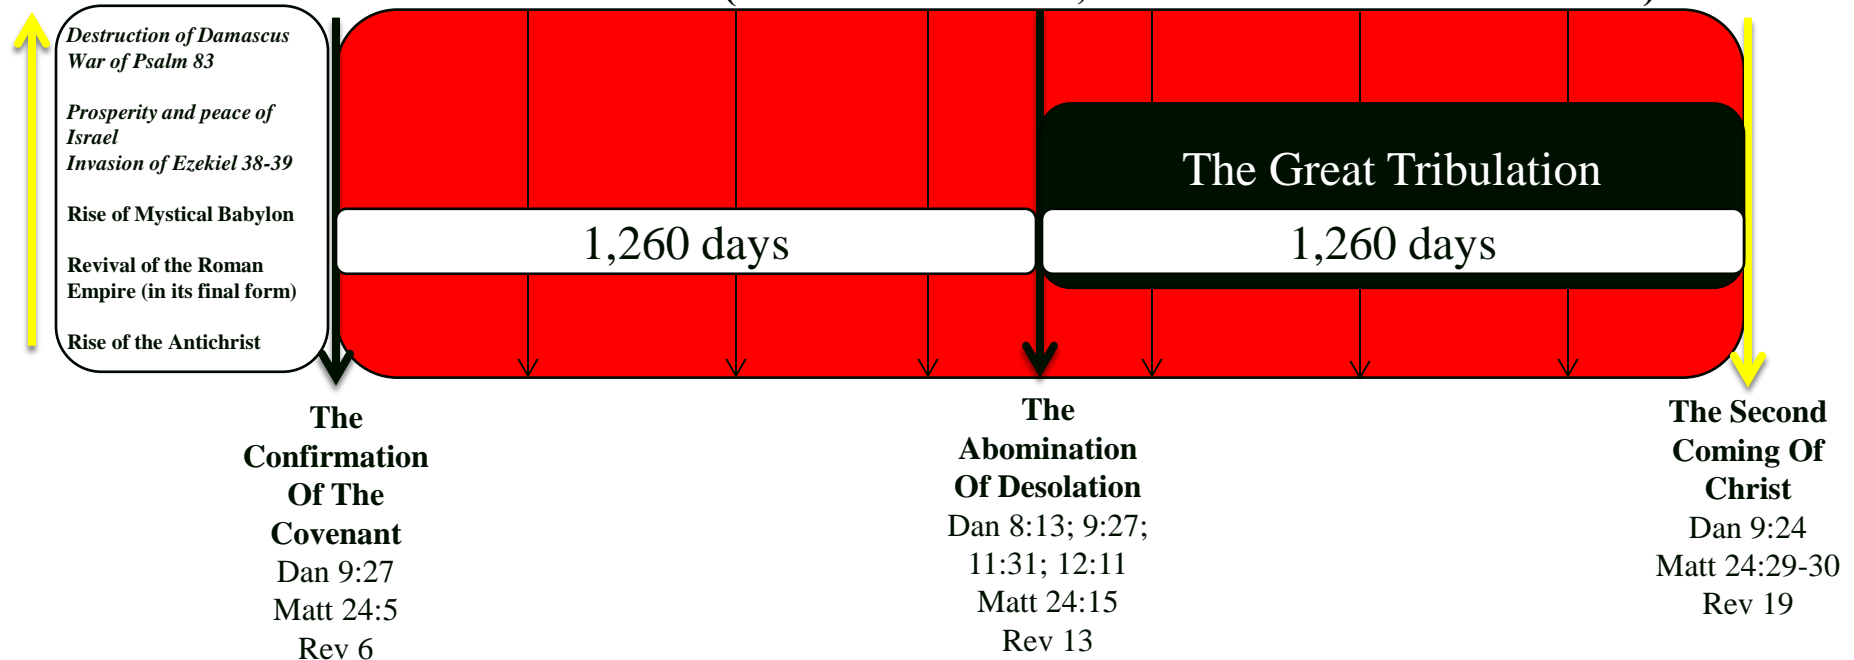 Destruction of Damascus
War of Psalm 83
Prosperity and peace of
Israel
Invasion of Ezekiel 38-39
Rise of Mystical Babylon
Revival of the Roman
Empire (in its final form)
Rise of the Antichrist
The Great Tribulation
1,260 days
1,260 days
The
Confirmation
Of The
Covenant
Dan 9:27
Matt 24:5
Rev 6
The
Abomination
Of Desolation
Dan 8:13; 9:27;
11:31; 12:11
Matt 24:15
Rev 13
The Second
Coming Of
Christ
Dan 9:24
Matt 24:29-30
Rev 19